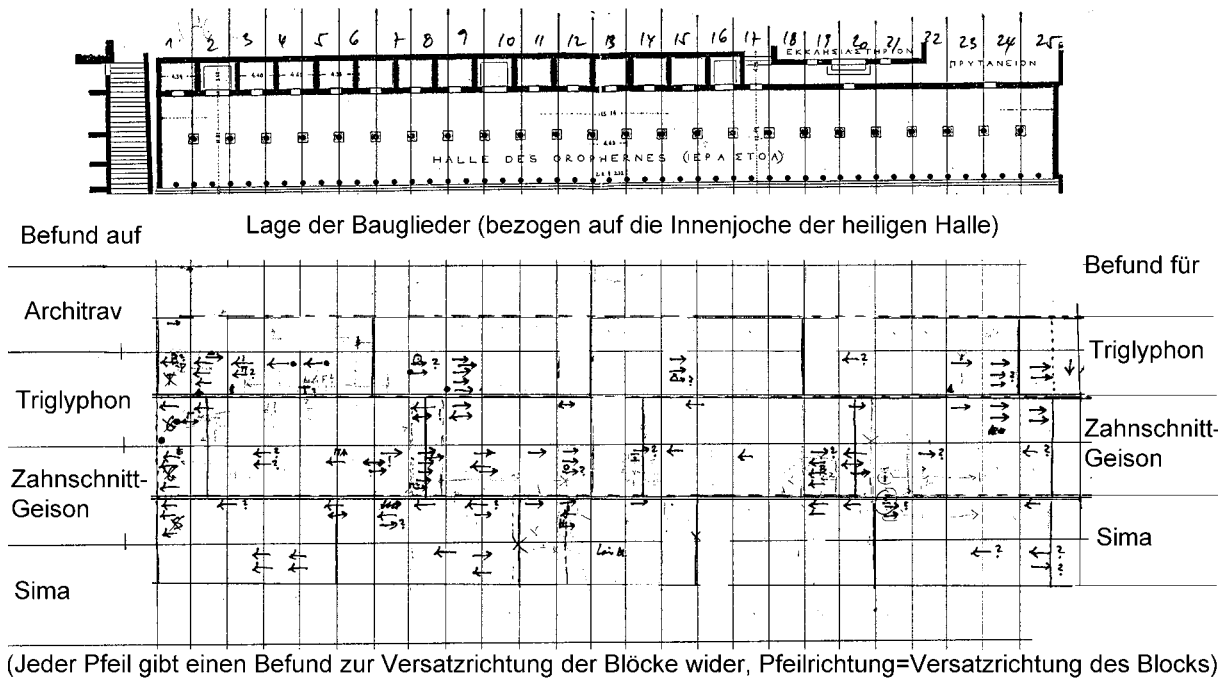 1 2 3 4 5 6 7 8 9 10 11 12 13 14 15 16 17 18 19 20 21 22 23 24 25
ΕΚΚΛΗΣΙΑΣΤΗΡΙΟΝ
ΠΡΥΤΑΝΕΙΟΝ
HALLE DES OROPHERNES (ΙΕΡΑ ΣΤΟΑ)
Lage der Bauglieder (bezogen auf die Innenjoche der heiligen Halle)
Befund auf
Befund für
Architrav
Triglyphon
Triglyphon
Zahnschnitt-
Geison
Zahnschnitt-
Geison
Sima
Sima
(Jeder Pfeil gibt einen Befund zur Versatzrichtung der Blöcke wider, Pfeilrichtung=Versatzrichtung des Blocks)